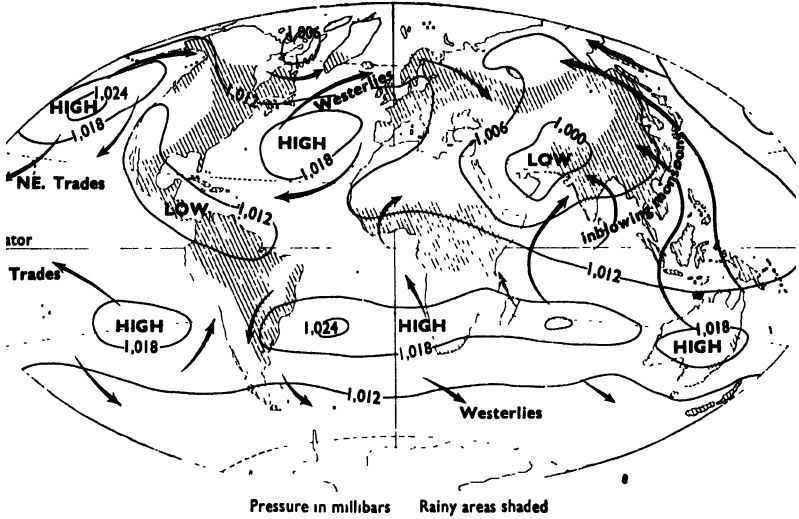 1,006
1,024
HIGH
1,018
1,012
Westerlies
HIGH
1,018
1,006
1,000
LOW
NE. Trades
LOW
1,012
inblowing monsoons
ator
Trades
1,012
HIGH
1,018
1,024
HIGH
1,018
1,018
HIGH
1,012
Westerlies
Pressure in millibars Rainy areas shaded